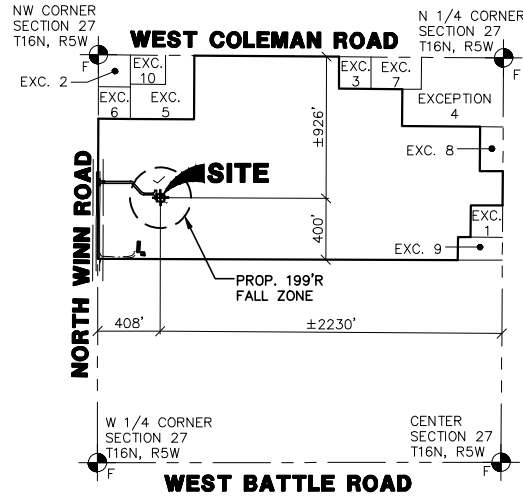 NW CORNER
SECTION 27
T16N, R5W
F
WEST COLEMAN ROAD
N 1/4 CORNER
SECTION 27
T16N, R5W
F
EXC. 2
EXC.
10
EXC.
6
EXC.
5
EXC.
3
EXC.
7
EXCEPTION
4
EXC. 8
±926'
SITE
NORTH WINN ROAD
400'
EXC.
1
EXC. 9
PROP. 199'R
FALL ZONE
408'
±2230'
W 1/4 CORNER
SECTION 27
T16N, R5W
F
CENTER
SECTION 27
T16N, R5W
F
WEST BATTLE ROAD